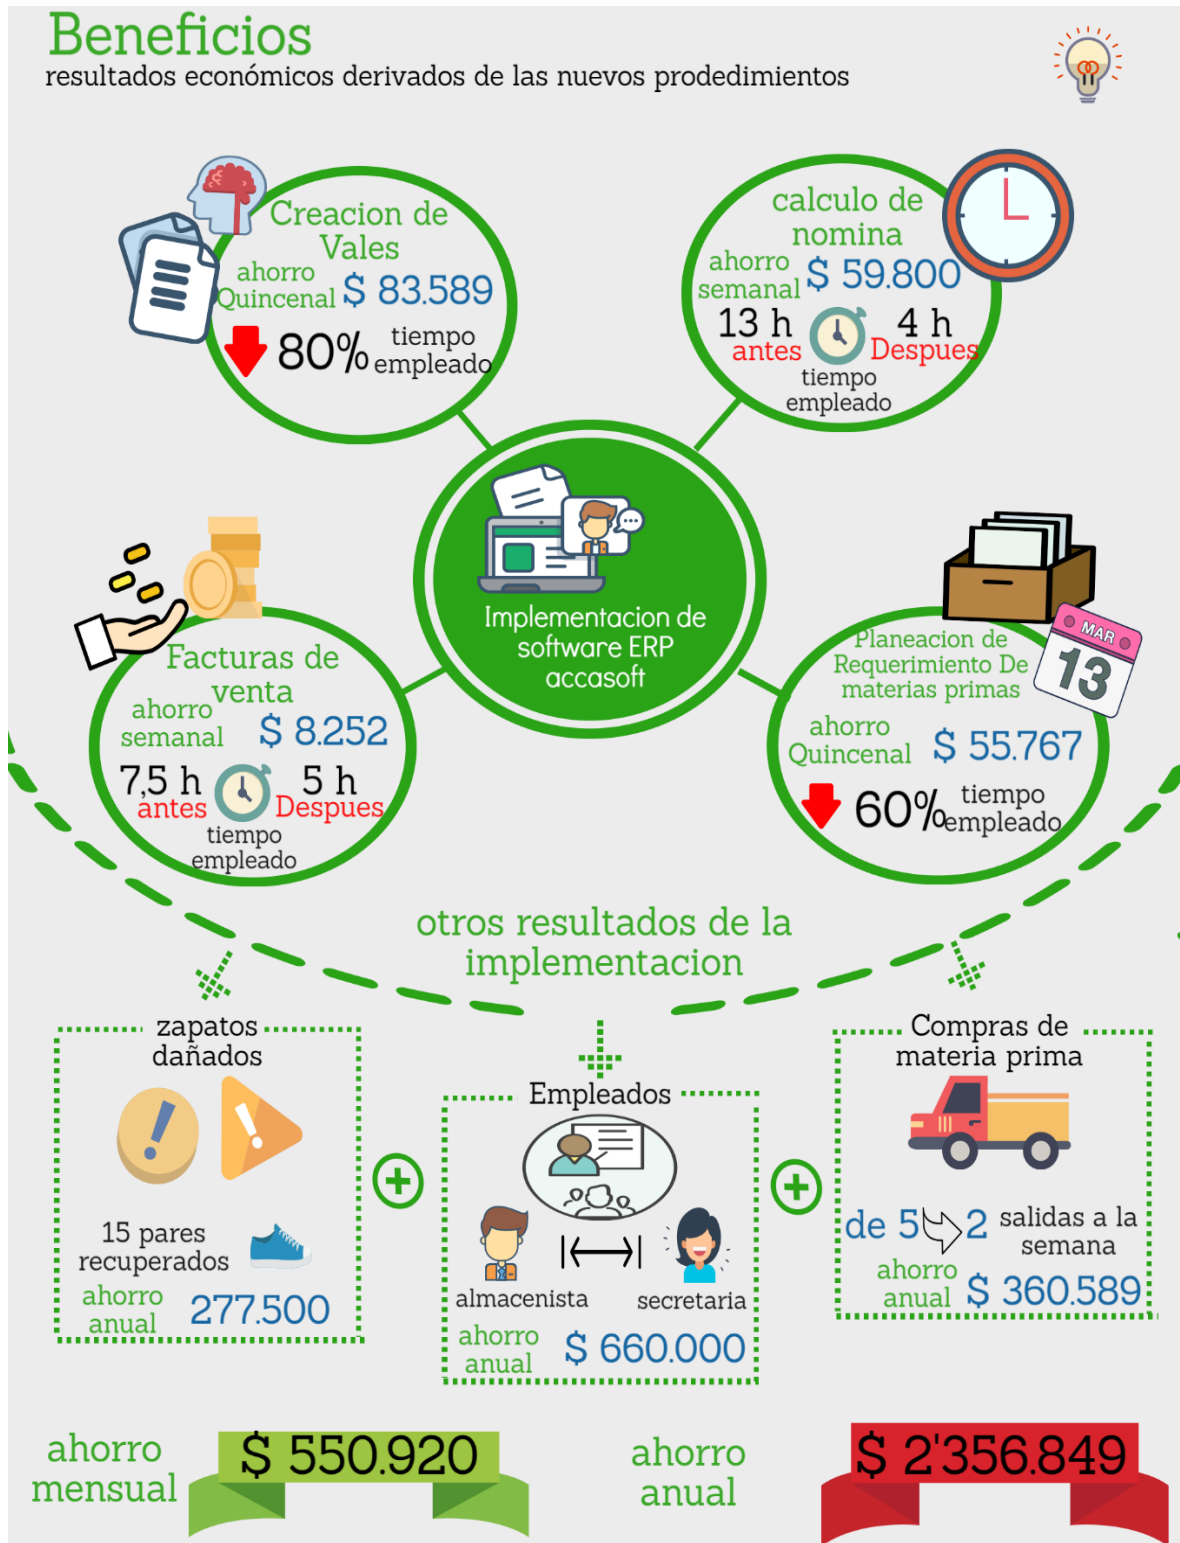 Beneficios
resultados económicos derivados de las nuevos prodedimientos
Creacion de
Vales
ahorro
Quincenal $ 83.589
80% tiempo
empleado
calculo de
nomina
ahorro
semanal $ 59.800
13 h 4 h
antes Despues
tiempo
empleado
Implementacion de
software ERP
accasoft
Facturas de
venta
ahorro
semanal $ 8.252
7,5 h 5 h
antes Despues
tiempo
empleado
MAR
13
Planeacion de
Requerimiento De
materias primas
ahorro
Quincenal $ 55.767
60% tiempo
empleado
otros resultados de la
implementacion
zapatos
dañados
15 pares
recuperados
ahorro
anual 277.500
Empleados
almacenista secretaria
ahorro
anual $ 660.000
Compras de
materia prima
de 5 2 salidas a la
semana
ahorro
anual $ 360.589
ahorro
mensual $ 550.920
ahorro
anual $ 2'356.849